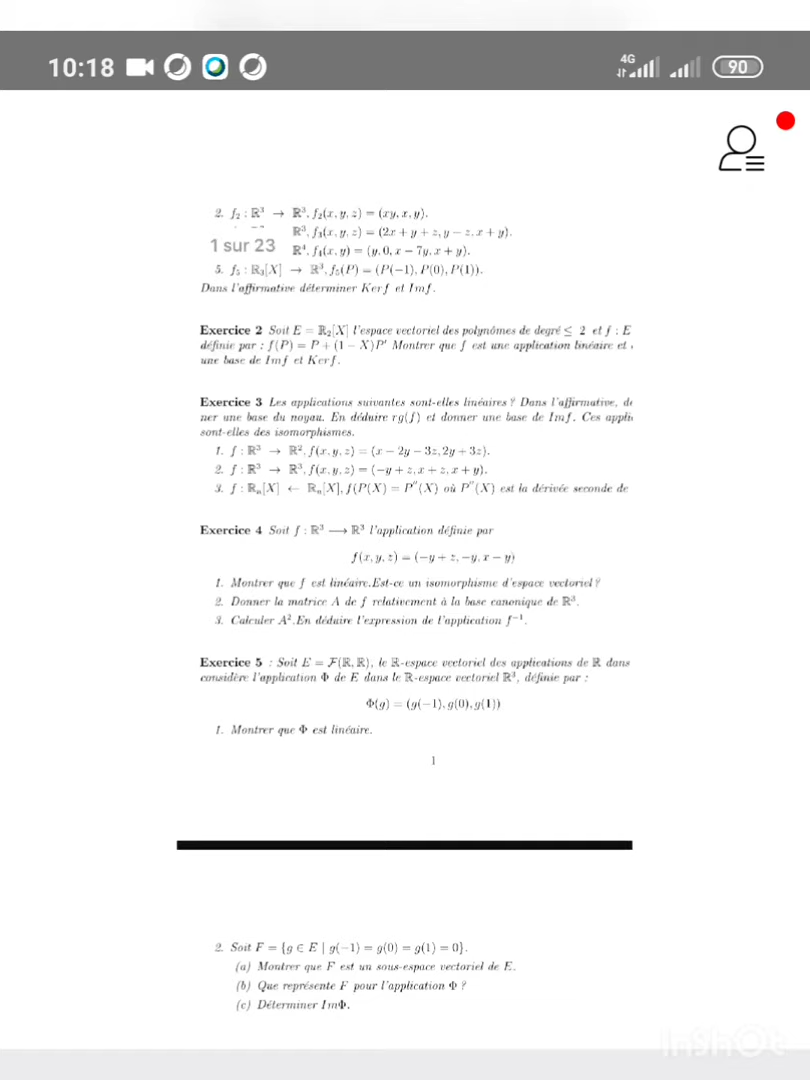 10:18 4G 90
2. f₂ : ℝ³ → ℝ³, f₂(x, y, z) = (xy, x, y).
ℝ³, f₃(x, y, z) = (2x + y + z, y − z, x + y).
1 sur 23
ℝ⁴, f₄(x, y) = (y, 0, x − 7y, x + y).
5. f₅ : ℝ₃[X] → ℝ³, f₅(P) = (P(−1), P(0), P(1)).
Dans l'affirmative déterminer Kerf et Imf.
Exercice 2 Soit E = ℝ₂[X] l'espace vectoriel des polynômes de degré ≤ 2 et f : E
définie par : f(P) = P + (1 − X)P′ Montrer que f est une application linéaire et
une base de Imf et Kerf.
Exercice 3 Les applications suivantes sont-elles linéaires ? Dans l'affirmative, dé
ner une base du noyau. En déduire rg(f) et donner une base de Imf. Ces appli
sont-elles des isomorphismes.
1. f : ℝ³ → ℝ², f(x, y, z) = (x − 2y − 3z, 2y + 3z).
2. f : ℝ³ → ℝ³, f(x, y, z) = (−y + z, x + z, x + y).
3. f : ℝₙ[X] ← ℝₙ[X], f(P(X) = P″(X) où P″(X) est la dérivée seconde de
Exercice 4 Soit f : ℝ³ ⟶ ℝ³ l'application définie par
f(x, y, z) = (−y + z, −y, x − y)
1. Montrer que f est linéaire.Est-ce un isomorphisme d'espace vectoriel ?
2. Donner la matrice A de f relativement à la base canonique de ℝ³.
3. Calculer A².En déduire l'expression de l'application f⁻¹.
Exercice 5 : Soit E = ℱ(ℝ, ℝ), le ℝ-espace vectoriel des applications de ℝ dans
considère l'application Φ de E dans le ℝ-espace vectoriel ℝ³, définie par :
Φ(g) = (g(−1), g(0), g(1))
1. Montrer que Φ est linéaire.
1
2. Soit F = {g ∈ E | g(−1) = g(0) = g(1) = 0}.
(a) Montrer que F est un sous-espace vectoriel de E.
(b) Que représente F pour l'application Φ ?
(c) Déterminer ImΦ.
InShOt